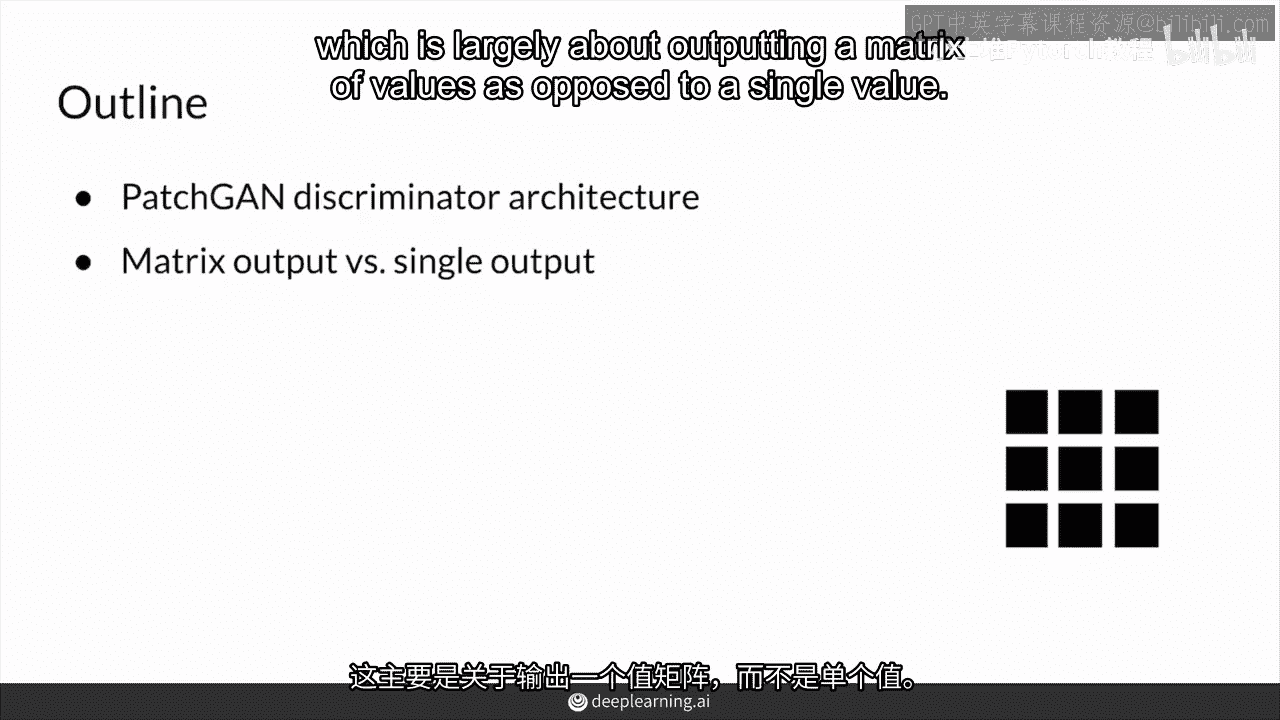 GPT中英字幕课程资源@bilibili.com
which is largely about outputting a matrix
of values as opposed to a single value.
Outline
● PatchGAN discriminator architecture
● Matrix output vs. single output
这主要是关于输出一个值矩阵，而不是单个值。
deeplearning.ai